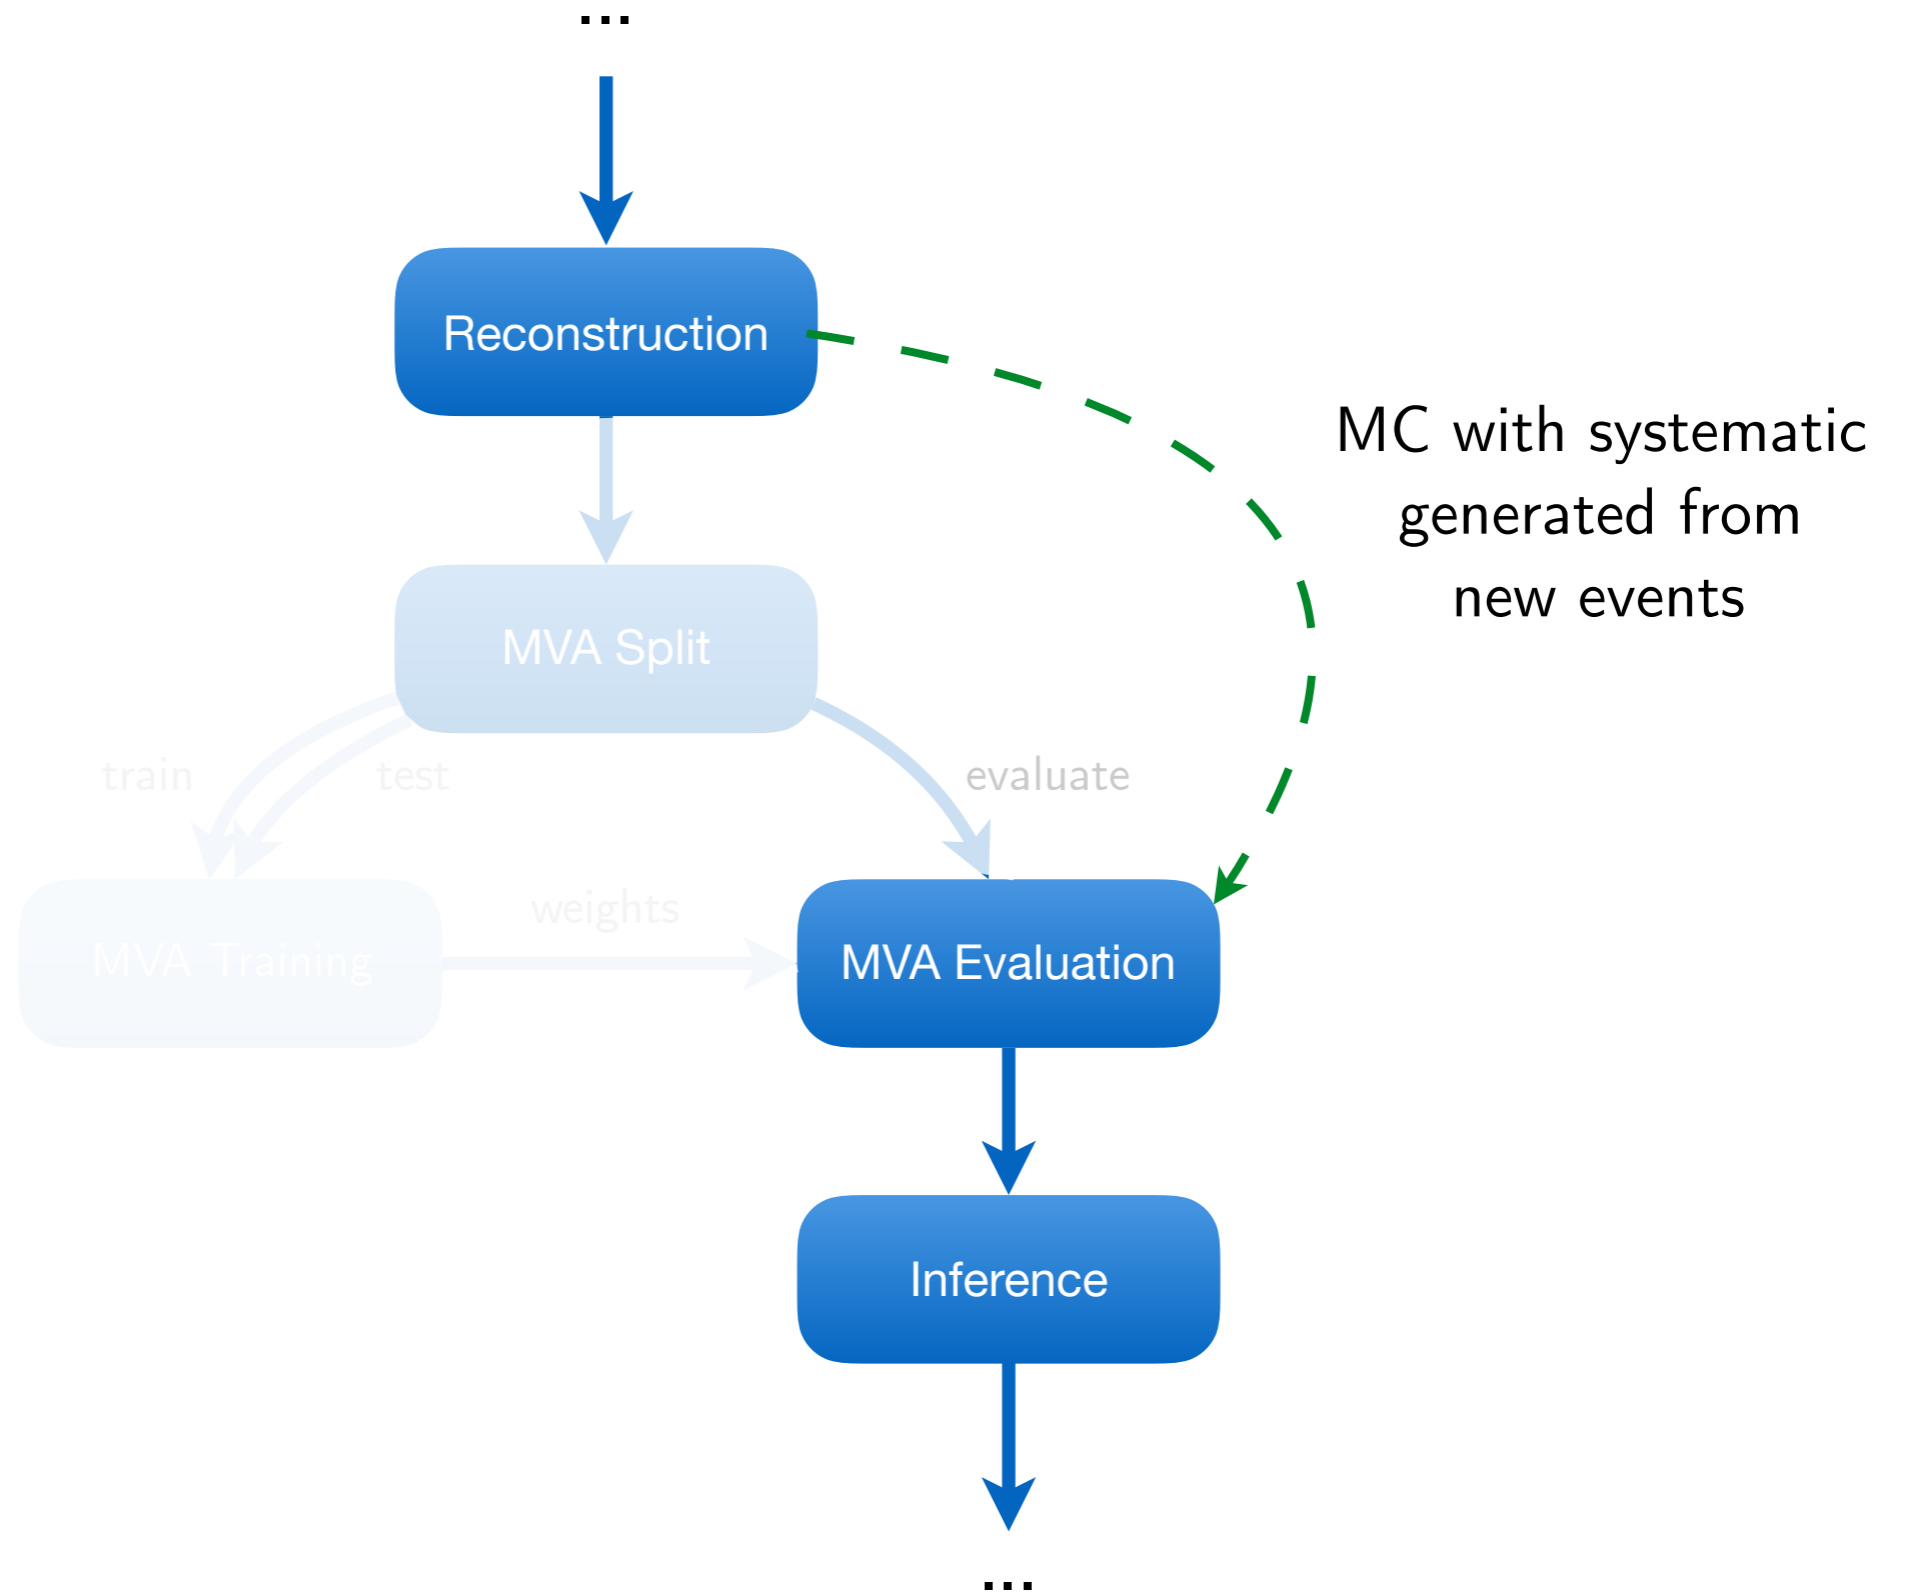 ...
Reconstruction
MC with systematic
generated from
new events
MVA Split
train
test
evaluate
weights
MVA Training
MVA Evaluation
Inference
...